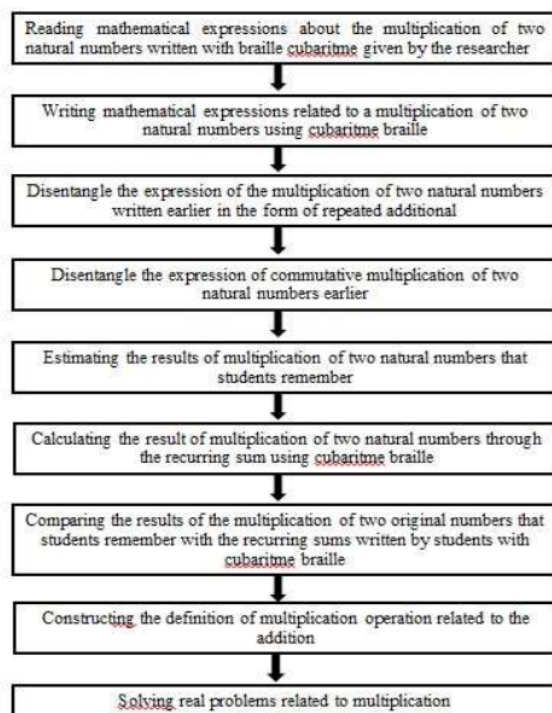 Reading mathematical expressions about the multiplication of two
natural numbers written with braille cubaritme given by the researcher
Writing mathematical expressions related to a multiplication of two
natural numbers using cubaritme braille
Disentangle the expression of the multiplication of two natural numbers
written earlier in the form of repeated additional
Disentangle the expression of commutative multiplication of two
natural numbers earlier
Estimating the results of multiplication of two natural numbers that
students remember
Calculating the result of multiplication of two natural numbers through
the recurring sum using cubaritme braille
Comparing the results of the multiplication of two original numbers that
students remember with the recurring sums written by students with
cubaritme braille
Constructing the definition of multiplication operation related to the
addition
Solving real problems related to multiplication